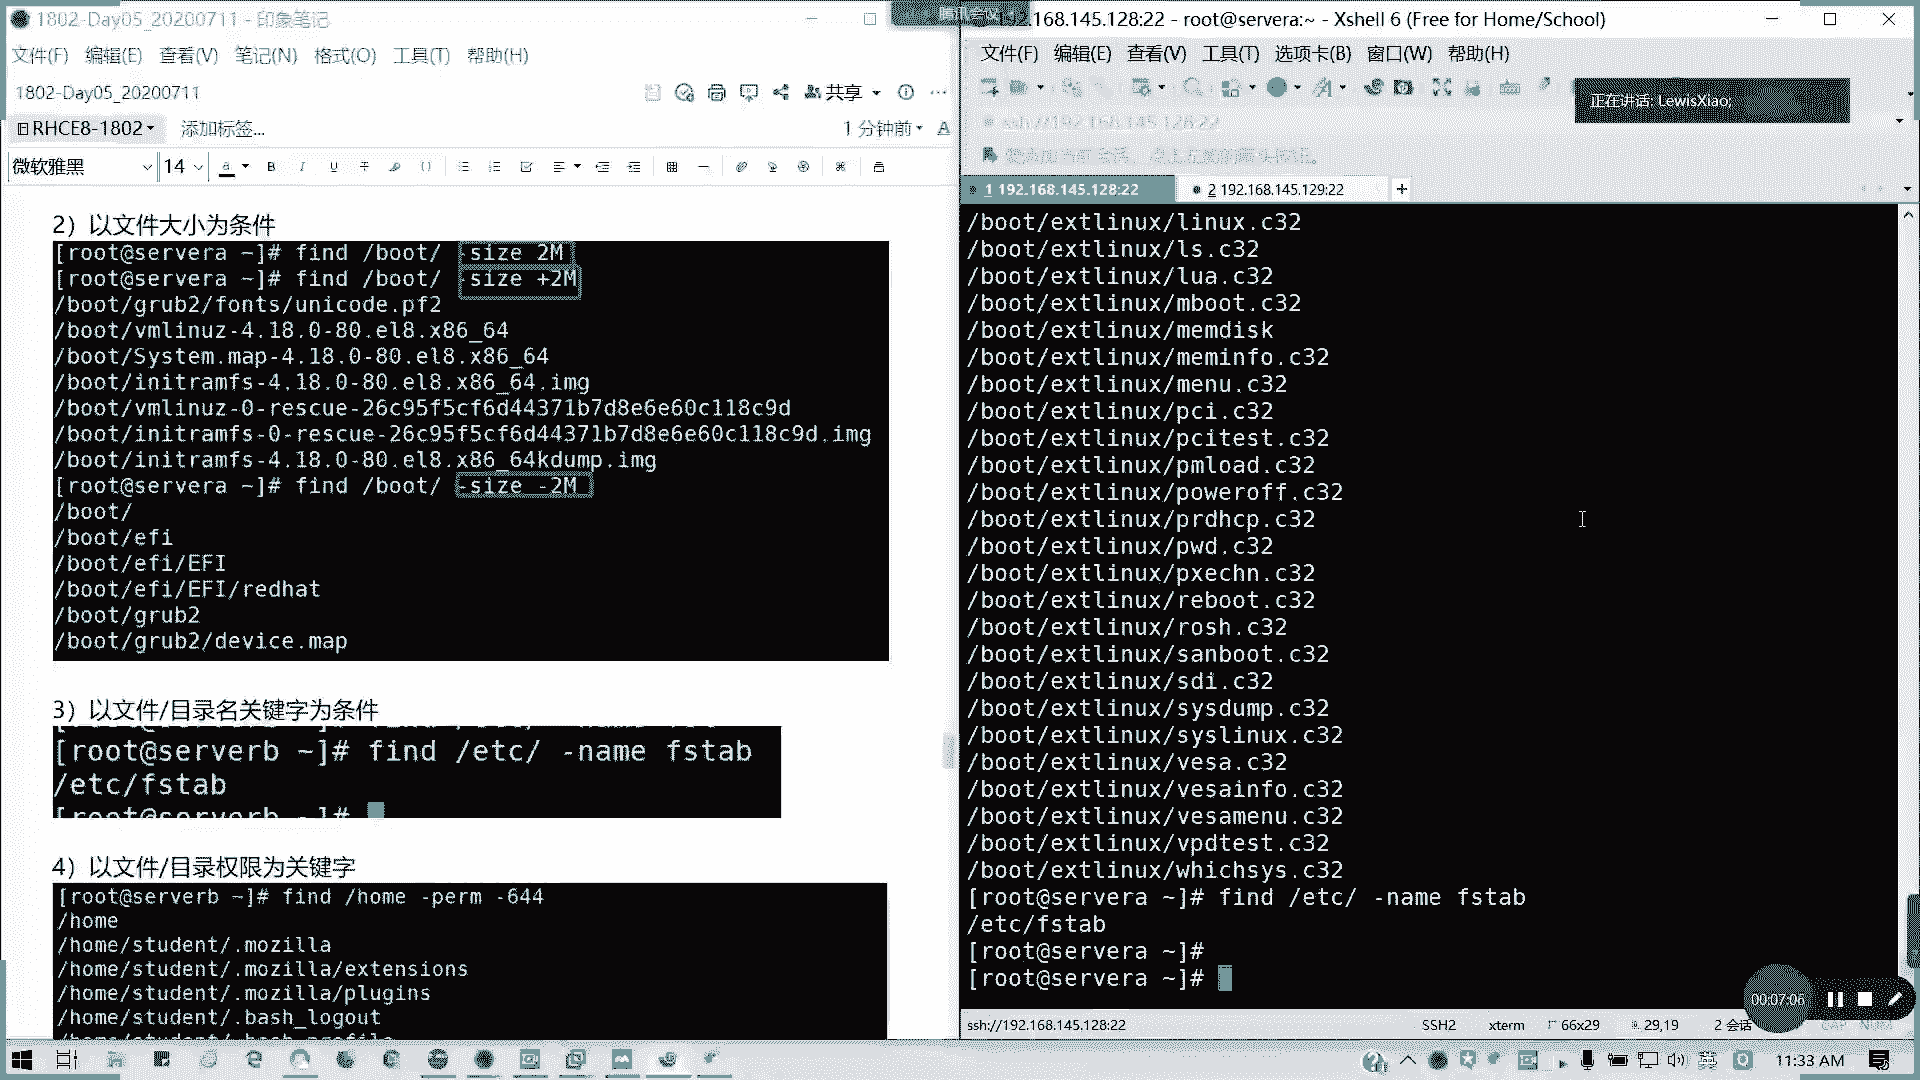 1802-Day05_20200711 - 印象笔记
文件(F) 编辑(E) 查看(V) 笔记(N) 格式(O) 工具(T) 帮助(H)
1802-Day05_20200711
共享
RHCE8-1802
添加标签...
1 分钟前
微软雅黑
14
2）以文件大小为条件
[root@servera ~]# find /boot/ -size 2M
[root@servera ~]# find /boot/ -size +2M
/boot/grub2/fonts/unicode.pf2
/boot/vmlinuz-4.18.0-80.el8.x86_64
/boot/System.map-4.18.0-80.el8.x86_64
/boot/initramfs-4.18.0-80.el8.x86_64.img
/boot/vmlinuz-0-rescue-26c95f5cf6d44371b7d8e6e60c118c9d
/boot/initramfs-0-rescue-26c95f5cf6d44371b7d8e6e60c118c9d.img
/boot/initramfs-4.18.0-80.el8.x86_64kdump.img
[root@servera ~]# find /boot/ -size -2M
/boot/
/boot/efi
/boot/efi/EFI
/boot/efi/EFI/redhat
/boot/grub2
/boot/grub2/device.map
3）以文件/目录名关键字为条件
[root@serverb ~]# find /etc/ -name fstab
/etc/fstab
[root@serverb ~]#
4）以文件/目录权限为关键字
[root@serverb ~]# find /home -perm -644
/home
/home/student/.mozilla
/home/student/.mozilla/extensions
/home/student/.mozilla/plugins
/home/student/.bash_logout
腾讯会议
192.168.145.128:22 - root@servera:~ - Xshell 6 (Free for Home/School)
文件(F) 编辑(E) 查看(V) 工具(T) 选项卡(B) 窗口(W) 帮助(H)
正在讲话: LewisXiao;
ssh://192.168.145.128:22
1 192.168.145.128:22
2 192.168.145.129:22
/boot/extlinux/linux.c32
/boot/extlinux/ls.c32
/boot/extlinux/lua.c32
/boot/extlinux/mboot.c32
/boot/extlinux/memdisk
/boot/extlinux/meminfo.c32
/boot/extlinux/menu.c32
/boot/extlinux/pci.c32
/boot/extlinux/pcitest.c32
/boot/extlinux/pmload.c32
/boot/extlinux/poweroff.c32
/boot/extlinux/prdhcp.c32
/boot/extlinux/pwd.c32
/boot/extlinux/pxechn.c32
/boot/extlinux/reboot.c32
/boot/extlinux/rosh.c32
/boot/extlinux/sanboot.c32
/boot/extlinux/sdi.c32
/boot/extlinux/sysdump.c32
/boot/extlinux/syslinux.c32
/boot/extlinux/vesa.c32
/boot/extlinux/vesainfo.c32
/boot/extlinux/vesamenu.c32
/boot/extlinux/vpdtest.c32
/boot/extlinux/whichsys.c32
[root@servera ~]# find /etc/ -name fstab
/etc/fstab
[root@servera ~]#
[root@servera ~]#
00:07:06
ssh://192.168.145.128:22
SSH2 xterm 66x29 29,19 2 会话 CAP NUM
11:33 AM